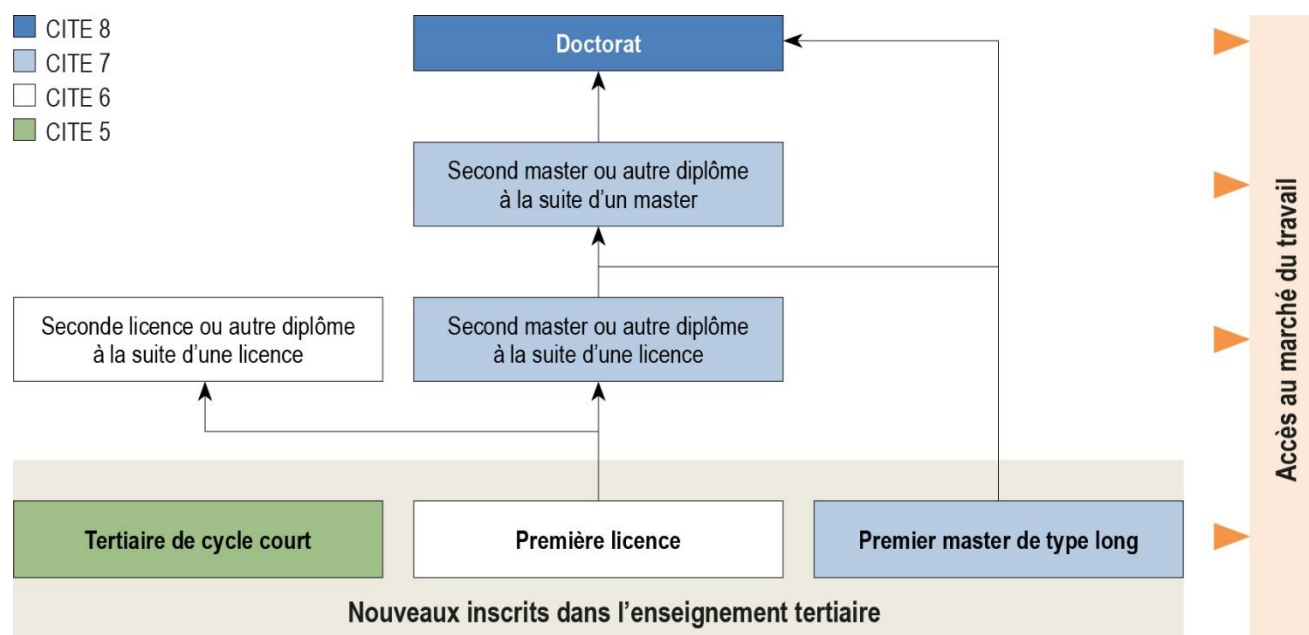 CITE 8
CITE 7
CITE 6
CITE 5
Doctorat
Second master ou autre diplôme
à la suite d'un master
Seconde licence ou autre diplôme
à la suite d'une licence
Second master ou autre diplôme
à la suite d'une licence
Tertiaire de cycle court
Première licence
Premier master de type long
Nouveaux inscrits dans l'enseignement tertiaire
Accès au marché du travail